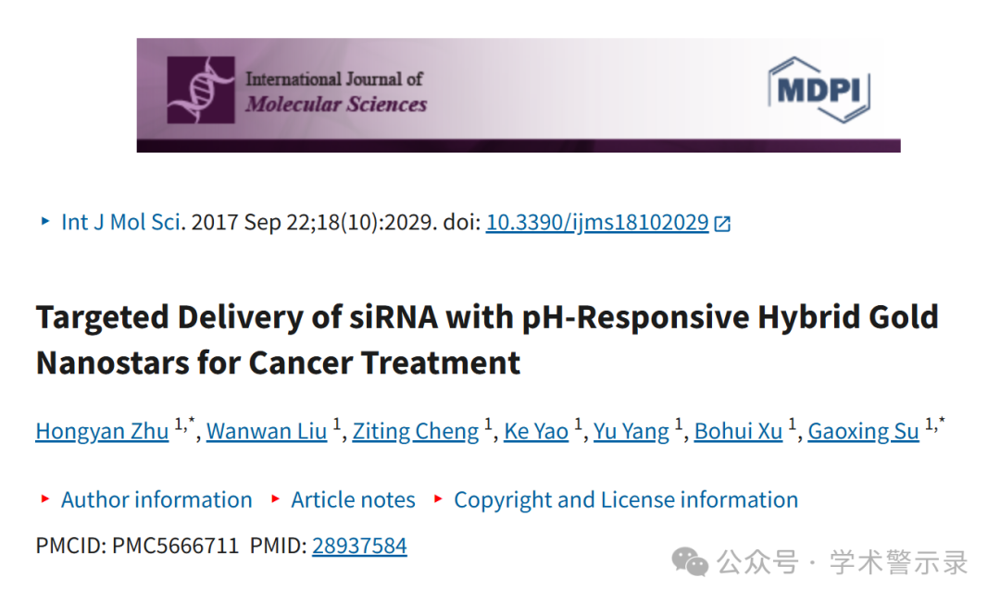 International Journal of
Molecular Sciences
MDPI
Int J Mol Sci. 2017 Sep 22;18(10):2029. doi: 10.3390/ijms18102029
Targeted Delivery of siRNA with pH-Responsive Hybrid Gold
Nanostars for Cancer Treatment
Hongyan Zhu 1,*, Wanwan Liu 1, Ziting Cheng 1, Ke Yao 1, Yu Yang 1, Bohui Xu 1, Gaoxing Su 1,*
Author information Article notes Copyright and License information
PMCID: PMC5666711 PMID: 28937584
公众号 · 学术警示录